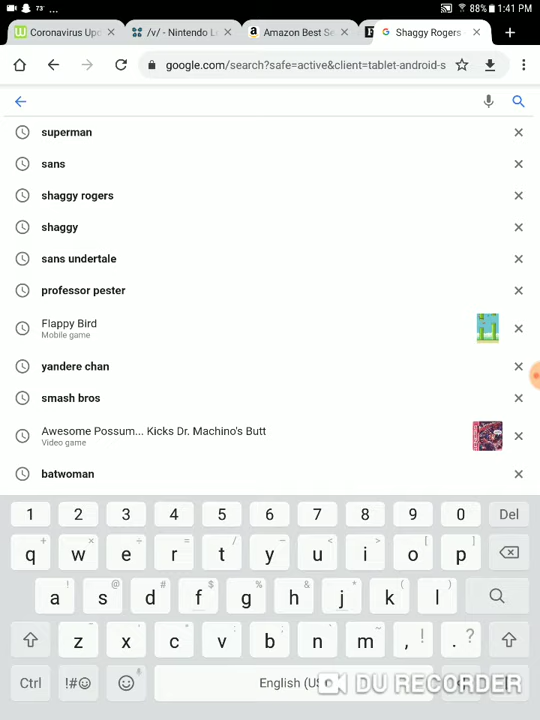 73° ... 88% 1:41 PM
Coronavirus Up /v/ - Nintendo Amazon Best Se Shaggy Rogers
google.com/search?safe=active&client=tablet-android-s
superman
sans
shaggy rogers
shaggy
sans undertale
professor pester
Flappy Bird
Mobile game
yandere chan
smash bros
Awesome Possum... Kicks Dr. Machino's Butt
Video game
batwoman
1 2 3 4 5 6 7 8 9 0 Del
+ × ÷ = / _ < > [ ]
q w e r t y u i o p
! @ # $ % & * ( )
a s d f g h j k l
z x c v b n m , ! . ?
Ctrl !#☺ English (US
DU RECORDER